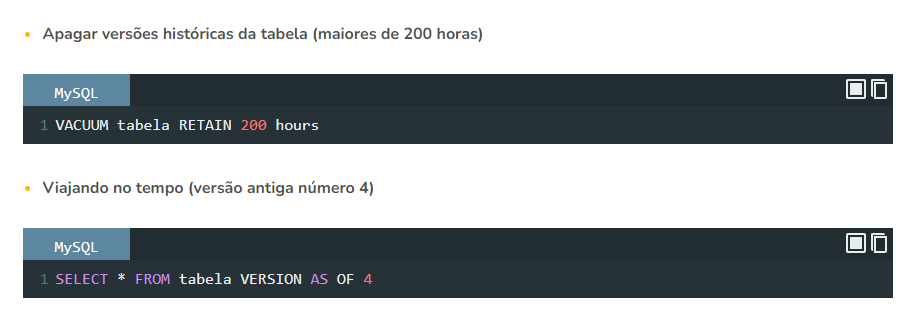 Apagar versões históricas da tabela (maiores de 200 horas)
MySQL
1 VACUUM tabela RETAIN 200 hours
Viajando no tempo (versão antiga número 4)
MySQL
1 SELECT * FROM tabela VERSION AS OF 4